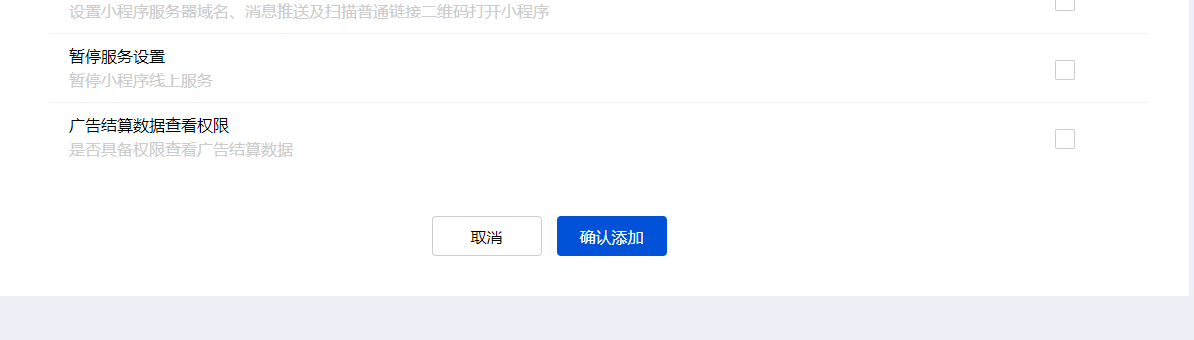 设置小程序服务器域名、消息推送及扫描普通链接二维码打开小程序
暂停服务设置
暂停小程序线上服务
广告结算数据查看权限
是否具备权限查看广告结算数据
取消
确认添加